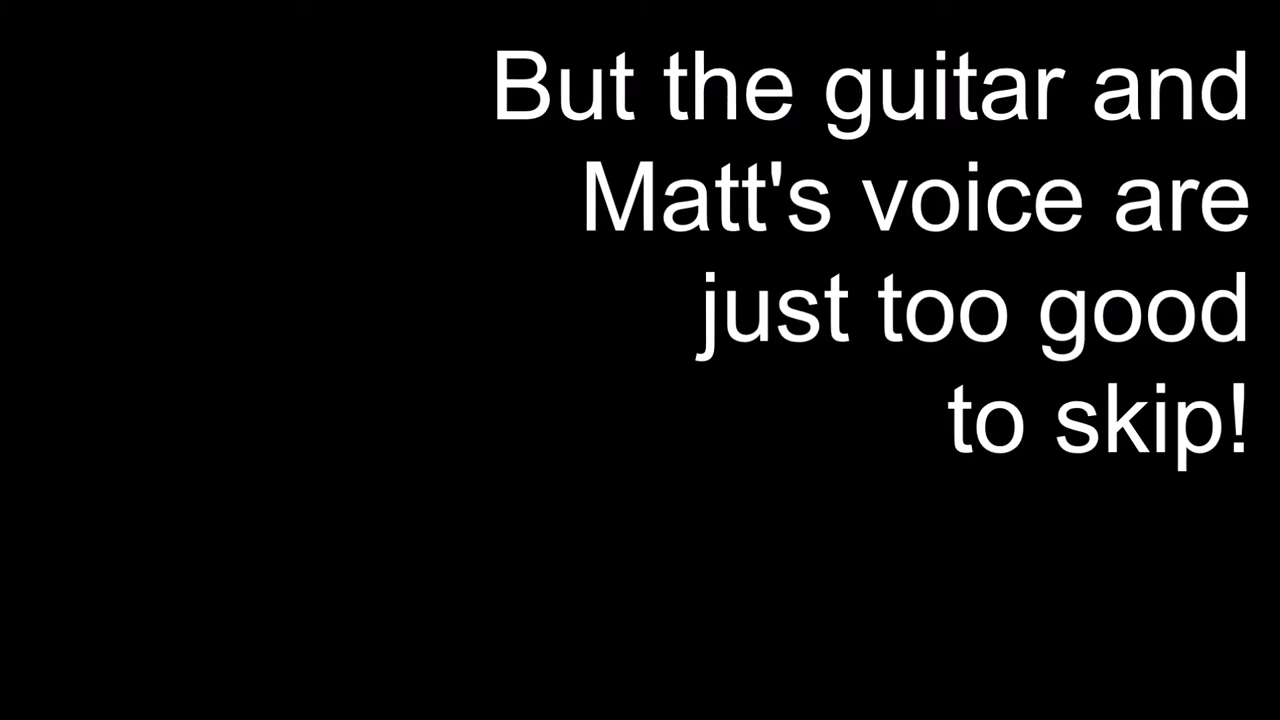 But the guitar and
Matt's voice are
just too good
to skip!